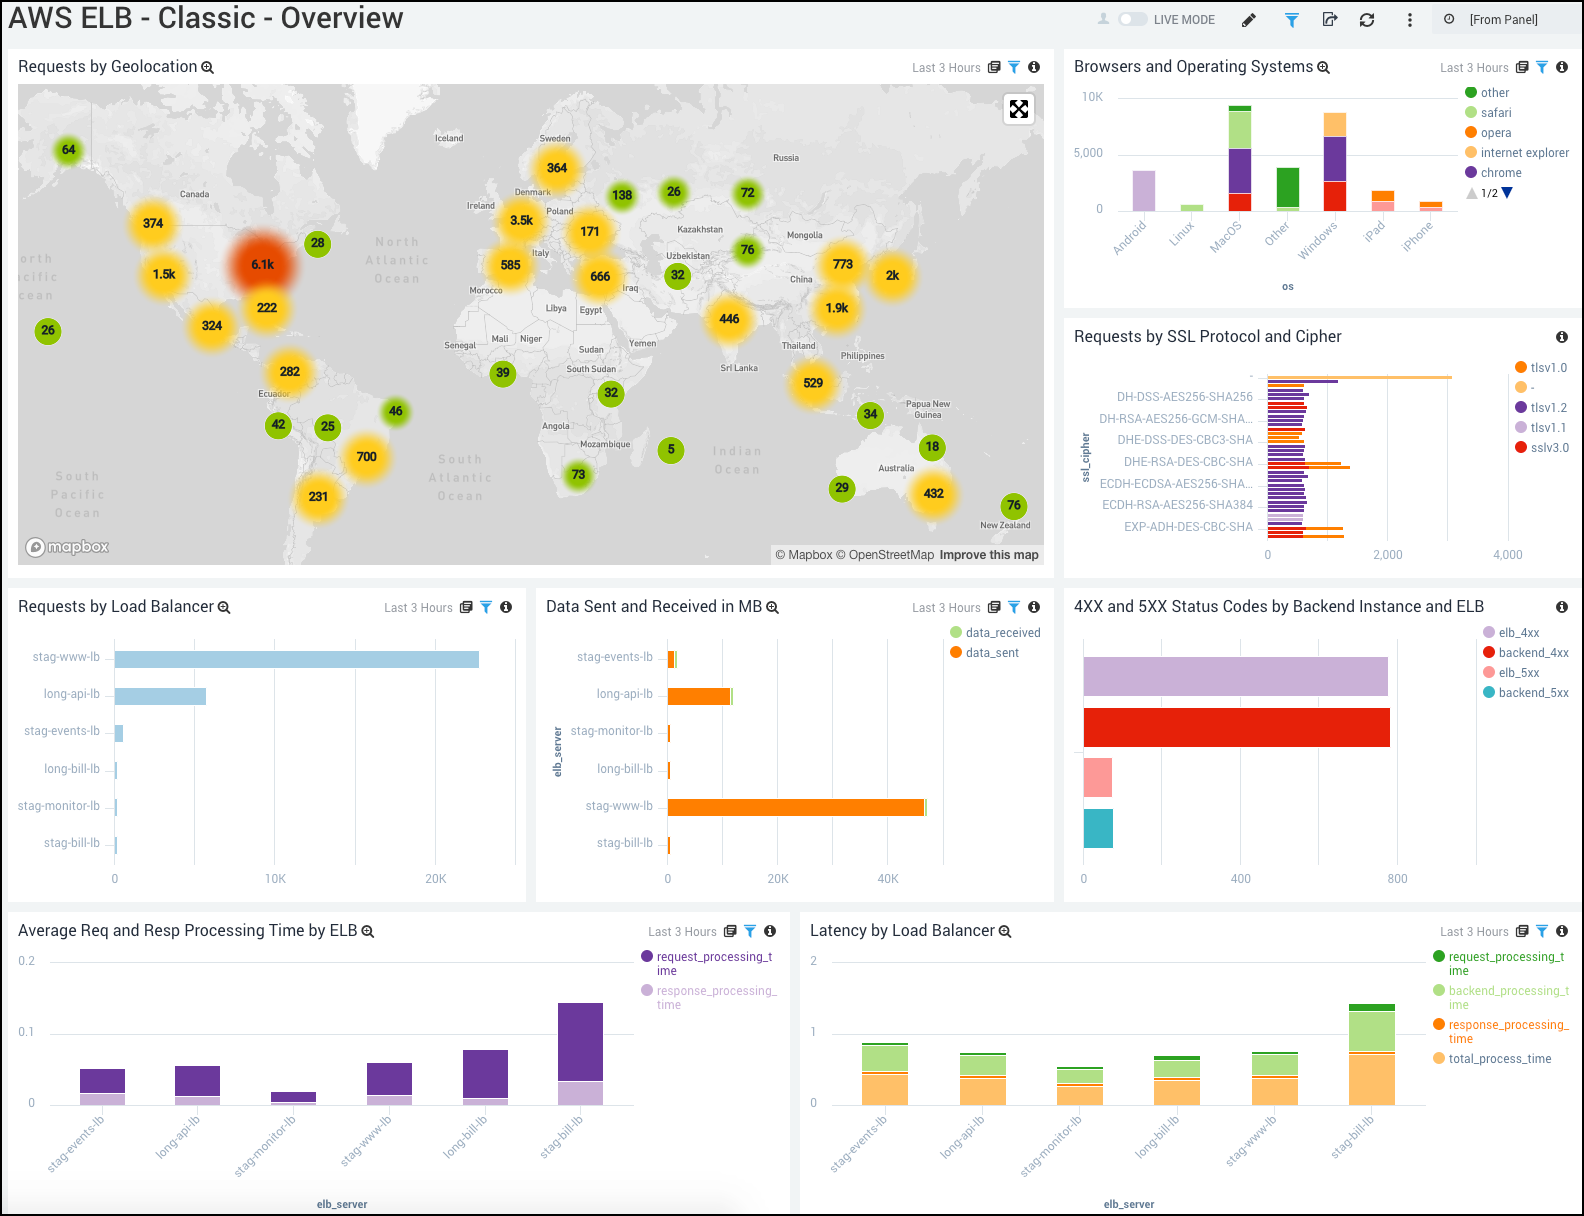 AWS ELB - Classic - Overview
LIVE MODE
[From Panel]
Requests by Geolocation
Last 3 Hours
Iceland
Sweden
Russia
64
364
Canada
Denmark
138
26
72
Ireland
Poland
374
3.5k
171
Kazakhstan
Mongolia
28
North
Atlantic
Ocean
Italy
Uzbekistan
76
6.1k
585
666
32
773
2k
1.5k
Morocco
Iraq
China
orth
cific
cean
222
Libya
Egypt
446
1.9k
26
324
Senegal
Mali
Niger
Sudan
Yemen
Thailand
Philippines
South Sudan
Sri Lanka
282
39
529
Ecuador
32
46
34
Papua New
Guinea
42
25
Angola
Mozambique
5
18
Indian
Ocean
700
South
Atlantic
Ocean
Australia
73
South
Pacific
Ocean
231
29
432
76
New Zealand
mapbox
© Mapbox © OpenStreetMap Improve this map
Browsers and Operating Systems
Last 3 Hours
10K
5,000
0
Android
Linux
MacOS
Other
Windows
iPad
iPhone
os
other
safari
opera
internet explorer
chrome
1/2
Requests by SSL Protocol and Cipher
ssl_cipher
-
DH-DSS-AES256-SHA256
DH-RSA-AES256-GCM-SHA...
DHE-DSS-DES-CBC3-SHA
DHE-RSA-DES-CBC-SHA
ECDH-ECDSA-AES256-SHA...
ECDH-RSA-AES256-SHA384
EXP-ADH-DES-CBC-SHA
0
2,000
4,000
tlsv1.0
-
tlsv1.2
tlsv1.1
sslv3.0
Requests by Load Balancer
Last 3 Hours
stag-www-lb
long-api-lb
stag-events-lb
long-bill-lb
stag-monitor-lb
stag-bill-lb
0
10K
20K
Data Sent and Received in MB
Last 3 Hours
data_received
data_sent
elb_server
stag-events-lb
long-api-lb
stag-monitor-lb
long-bill-lb
stag-www-lb
stag-bill-lb
0
20K
40K
4XX and 5XX Status Codes by Backend Instance and ELB
elb_4xx
backend_4xx
elb_5xx
backend_5xx
0
400
800
Average Req and Resp Processing Time by ELB
Last 3 Hours
0.2
0.1
0
request_processing_t
ime
response_processing_
time
stag-events-lb
long-api-lb
stag-monitor-lb
stag-www-lb
long-bill-lb
stag-bill-lb
elb_server
Latency by Load Balancer
Last 3 Hours
2
1
0
request_processing_t
ime
backend_processing_t
ime
response_processing_
time
total_process_time
stag-events-lb
long-api-lb
stag-monitor-lb
long-bill-lb
stag-www-lb
stag-bill-lb
elb_server